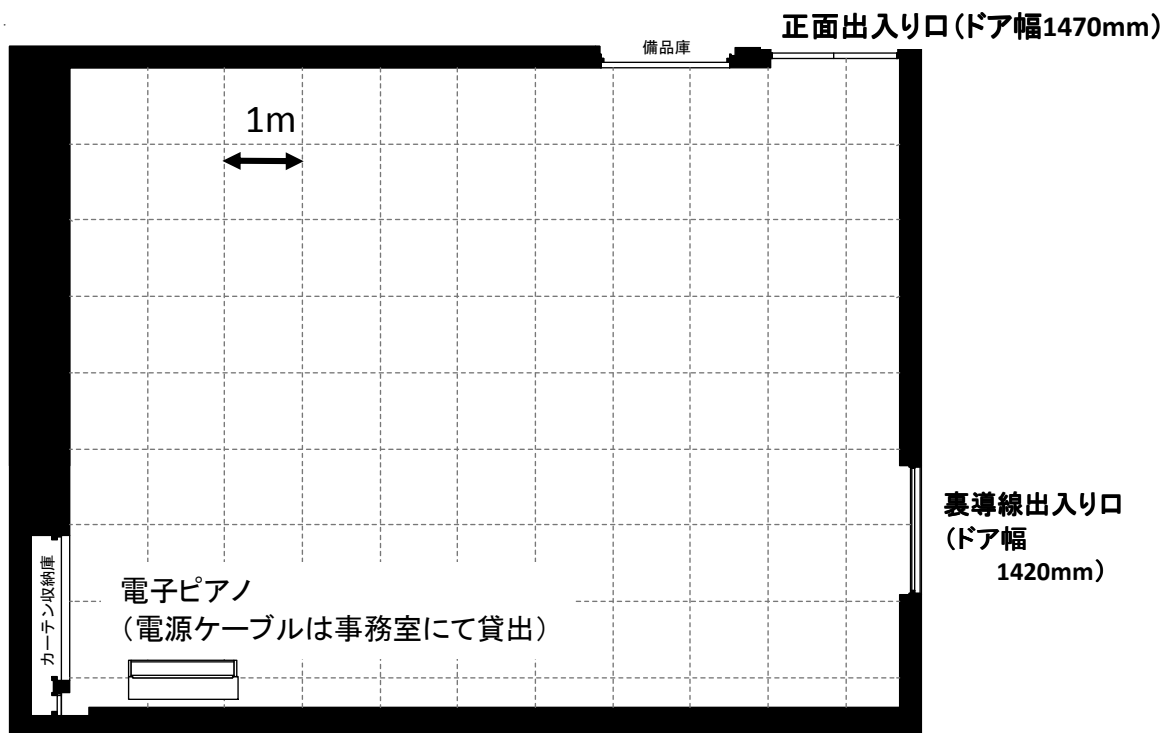 正面出入り口(ドア幅1470mm)
備品庫
1m
裏導線出入り口
(ドア幅
1420mm)
カーテン収納庫
電子ピアノ
(電源ケーブルは事務室にて貸出)